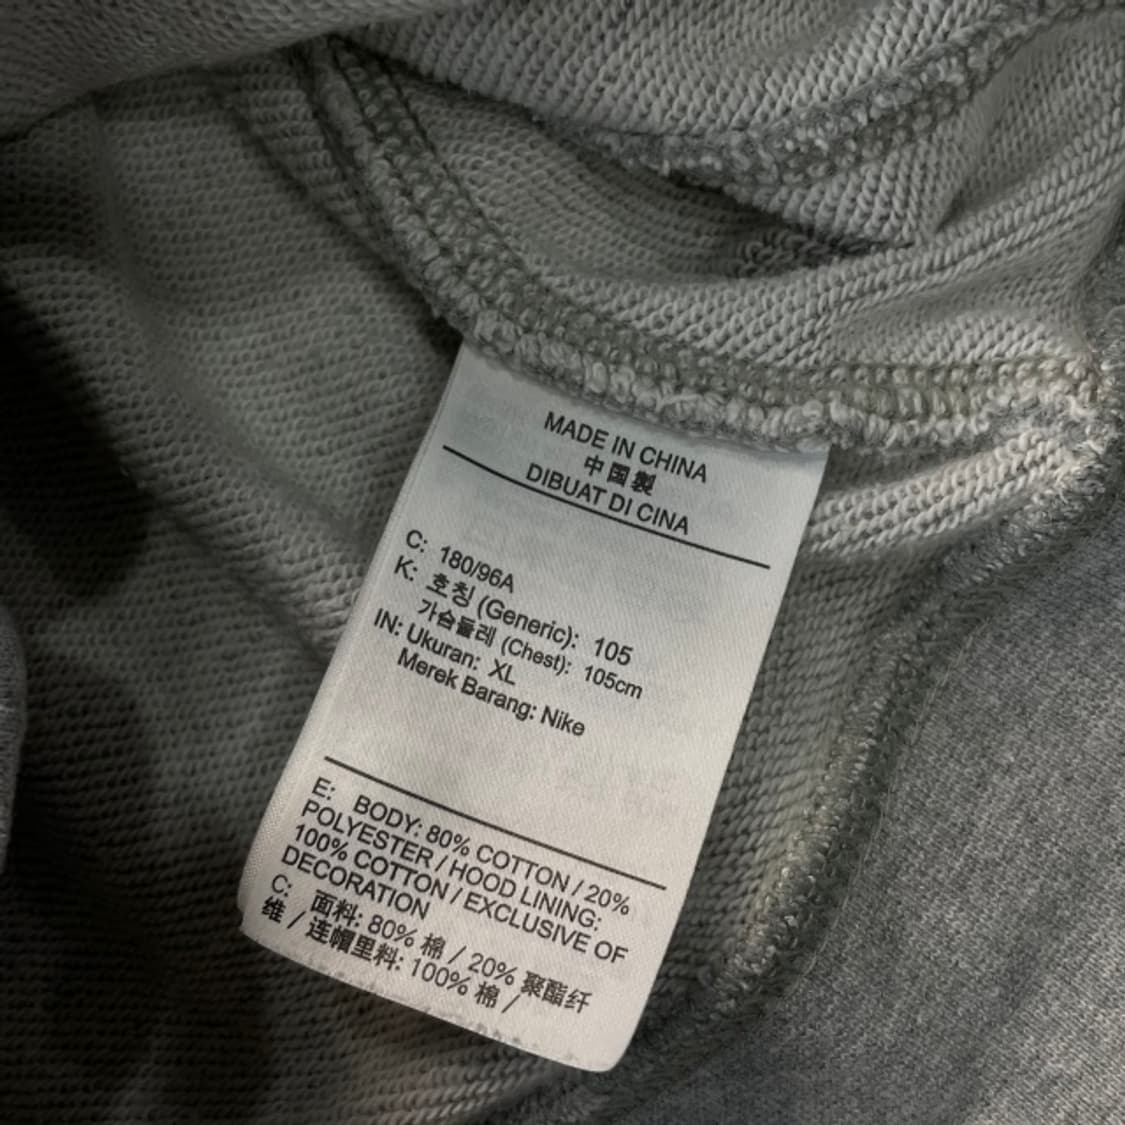 MADE IN CHINA
中国製
DIBUAT DI CINA
C: 180/96A
K: 호칭 (Generic): 105
가슴둘레 (Chest): 105cm
IN: Ukuran: XL
Merek Barang: Nike
E: BODY: 80% COTTON / 20%
POLYESTER / HOOD LINING:
100% COTTON / EXCLUSIVE OF
DECORATION
C: 面料: 80% 棉 / 20% 聚酯纤
维 / 连帽里料: 100% 棉 /